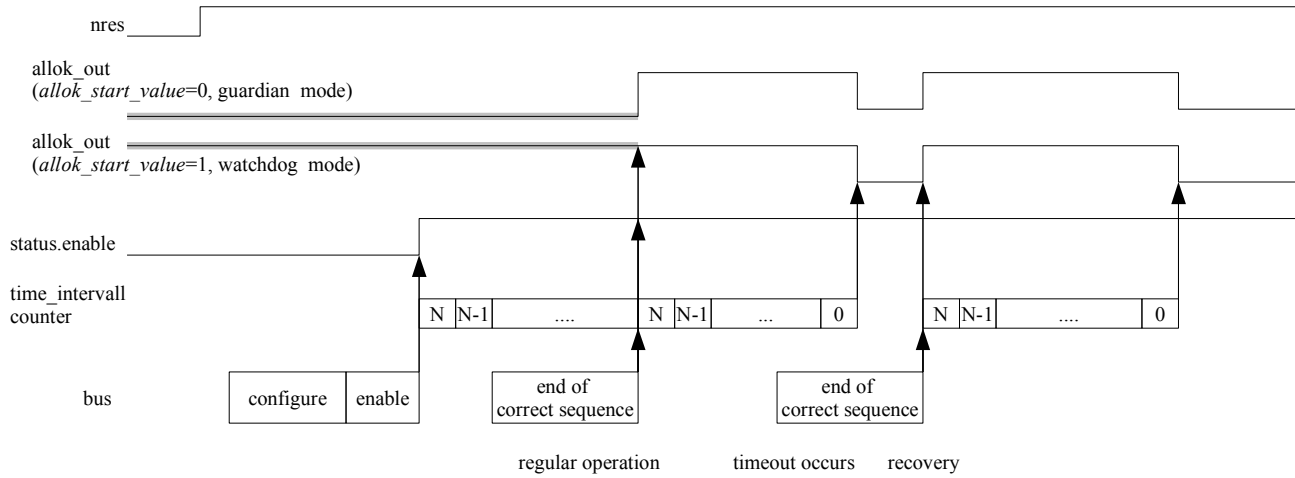 nres
allok_out
(allok_start_value=0, guardian mode)
allok_out
(allok_start_value=1, watchdog mode)
status.enable
time_intervall
counter
N N-1 .... N N-1 ... 0 N N-1 .... 0
bus
configure enable
end of
correct sequence
end of
correct sequence
regular operation timeout occurs recovery